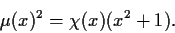 μ(x)² = χ(x)(x² + 1).